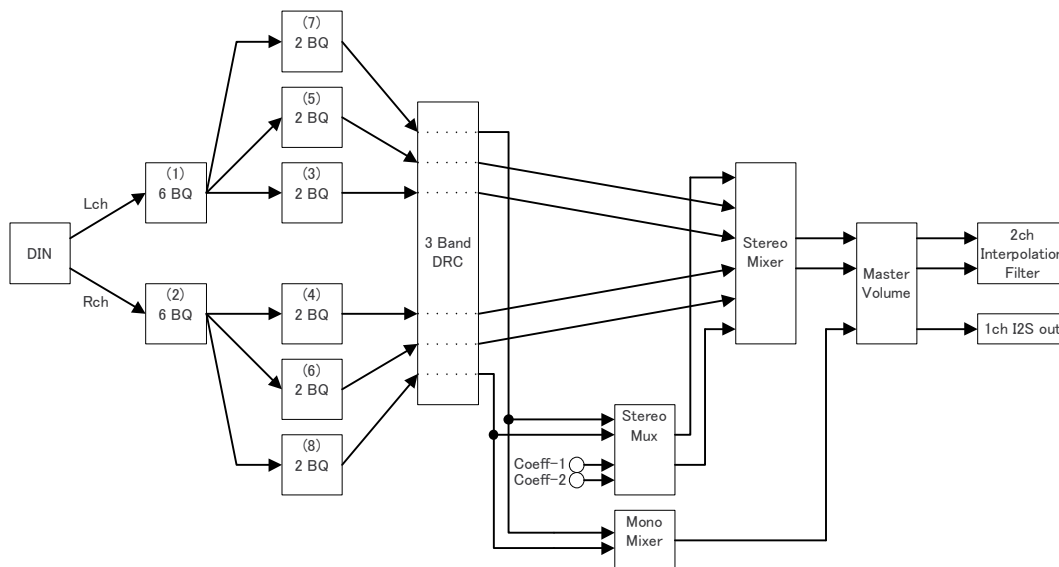 (7)
2 BQ
(5)
2 BQ
(1)
6 BQ
(3)
2 BQ
Lch
DIN
Rch
3 Band
DRC
Stereo
Mixer
Master
Volume
2ch
Interpolation
Filter
1ch I2S out
(2)
6 BQ
(4)
2 BQ
(6)
2 BQ
(8)
2 BQ
Stereo
Mux
Coeff-1
Coeff-2
Mono
Mixer